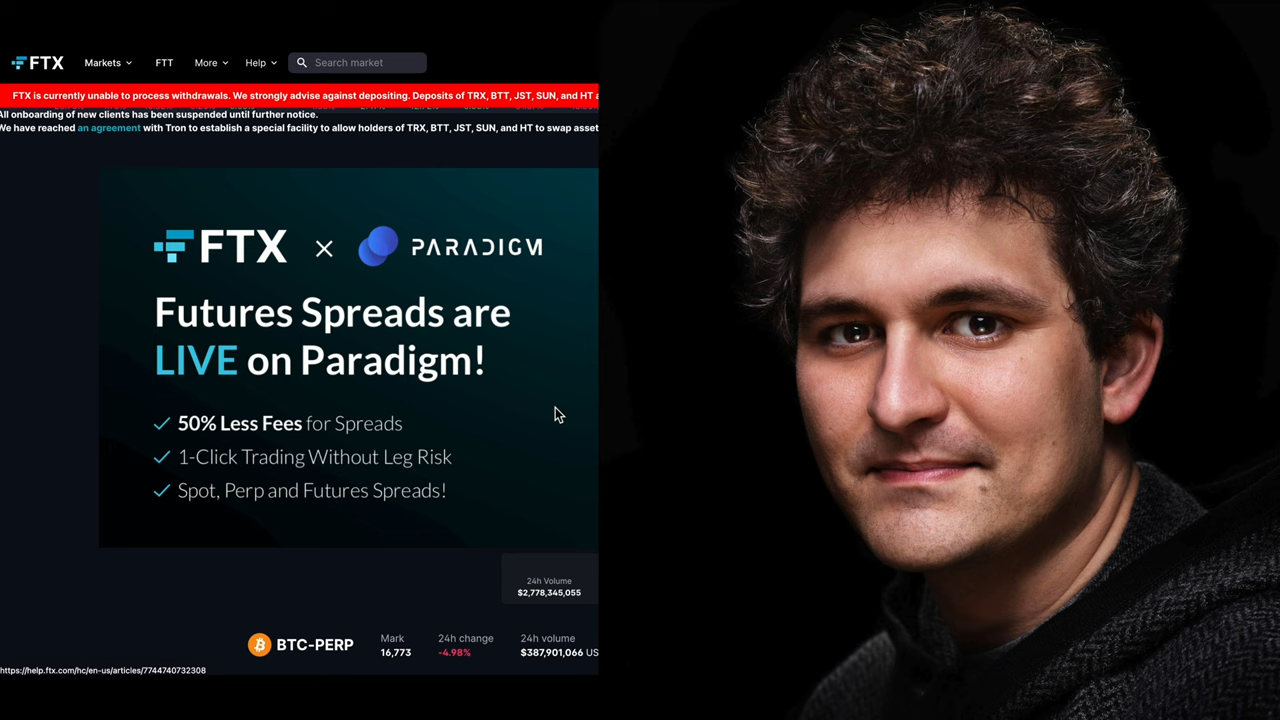 FTX Markets FTT More Help Search market
FTX is currently unable to process withdrawals. We strongly advise against depositing. Deposits of TRX, BTT, JST, SUN, and HT
All onboarding of new clients has been suspended until further notice.
We have reached an agreement with Tron to establish a special facility to allow holders of TRX, BTT, JST, SUN, and HT to swap asset
FTX × PARADIGM
Futures Spreads are
LIVE on Paradigm!
50% Less Fees for Spreads
1-Click Trading Without Leg Risk
Spot, Perp and Futures Spreads!
24h Volume
$2,778,345,055
BTC-PERP
Mark 24h change 24h volume
16,773 -4.98% $387,901,066 US
https://help.ftx.com/hc/en-us/articles/7744740732308